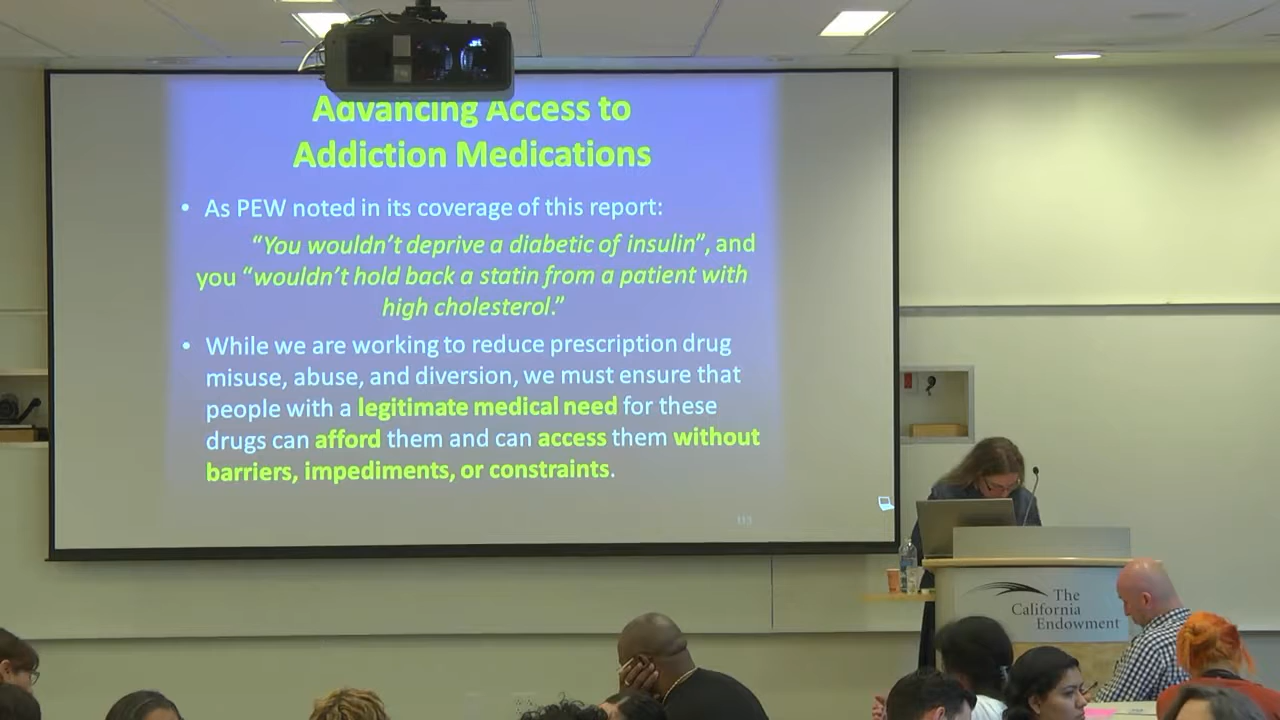 Advancing Access to
Addiction Medications
• As PEW noted in its coverage of this report:
“You wouldn’t deprive a diabetic of insulin”, and
you “wouldn’t hold back a statin from a patient with
high cholesterol.”
• While we are working to reduce prescription drug
misuse, abuse, and diversion, we must ensure that
people with a legitimate medical need for these
drugs can afford them and can access them without
barriers, impediments, or constraints.
113
The
California
Endowment